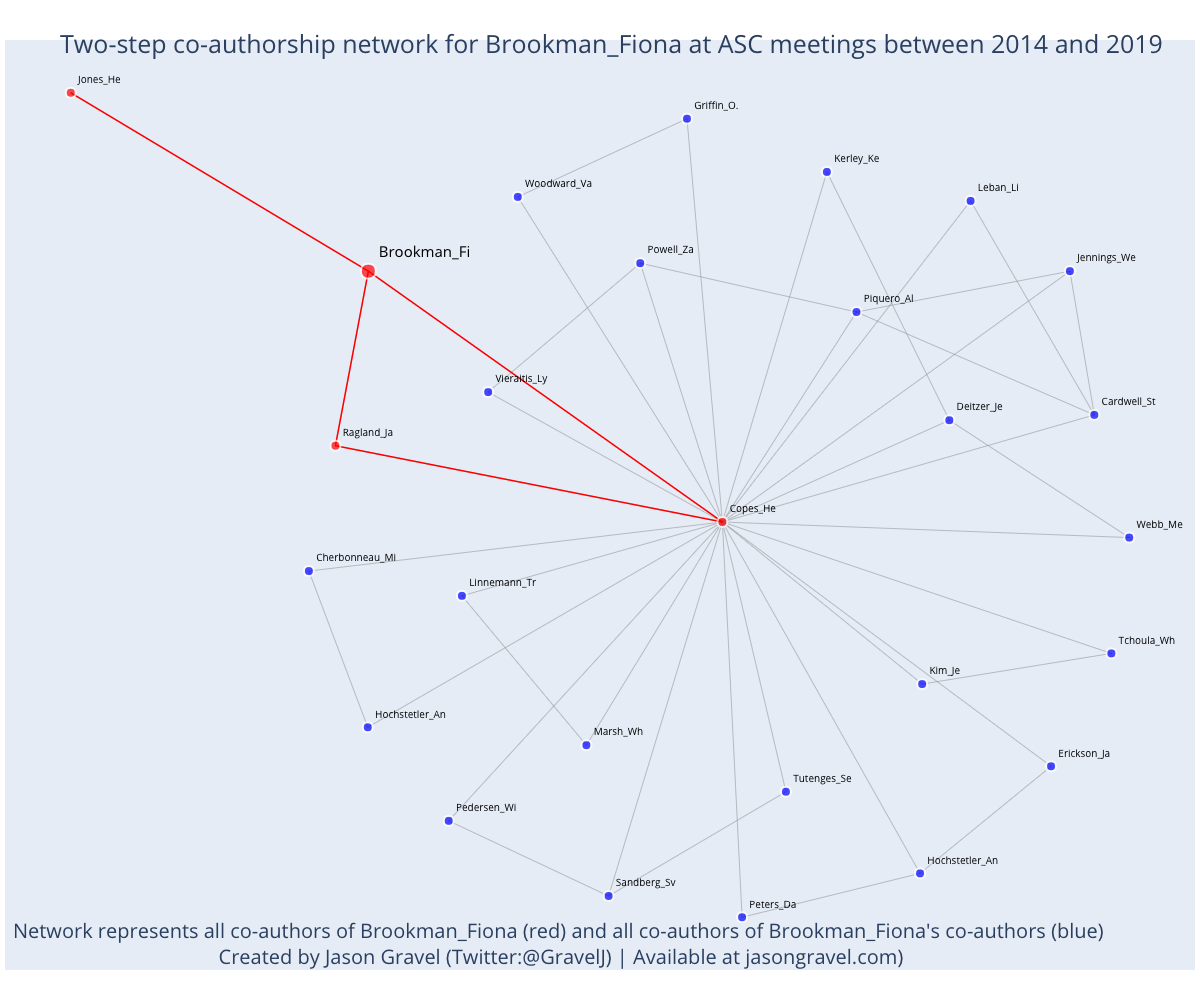 Two-step co-authorship network for Brookman_Fiona at ASC meetings between 2014 and 2019
Jones_He
Griffin_O.
Kerley_Ke
Woodward_Va
Leban_Li
Brookman_Fi
Powell_Za
Jennings_We
Piquero_Al
Vieraitis_Ly
Cardwell_St
Deitzer_Je
Ragland_Ja
Copes_He
Webb_Me
Cherbonneau_Mi
Linnemann_Tr
Tchoula_Wh
Kim_Je
Hochstetler_An
Marsh_Wh
Erickson_Ja
Tutenges_Se
Pedersen_Wi
Hochstetler_An
Sandberg_Sv
Peters_Da
Network represents all co-authors of Brookman_Fiona (red) and all co-authors of Brookman_Fiona's co-authors (blue)
Created by Jason Gravel (Twitter:@GravelJ) | Available at jasongravel.com)